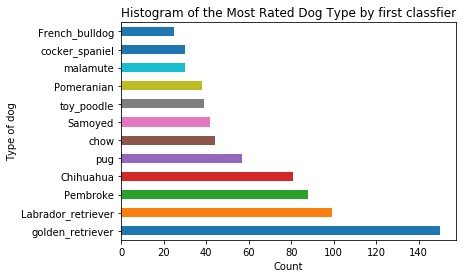 Histogram of the Most Rated Dog Type by first classfier
French_bulldog
cocker_spaniel
malamute
Pomeranian
toy_poodle
Samoyed
chow
pug
Chihuahua
Pembroke
Labrador_retriever
golden_retriever
Type of dog
0 20 40 60 80 100 120 140
Count